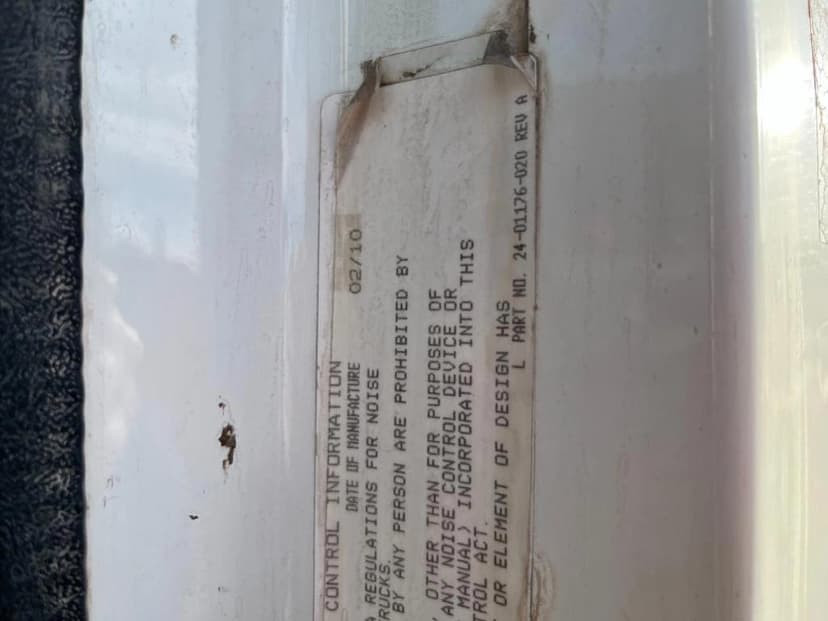 CONTROL INFORMATION
DATE OF MANUFACTURE 02/10
REGULATIONS FOR NOISE
TRUCKS.
BY ANY PERSON ARE PROHIBITED BY
OTHER THAN FOR PURPOSES OF
ANY NOISE CONTROL DEVICE OR
MANUAL) INCORPORATED INTO THIS
TROL ACT.
OR ELEMENT OF DESIGN HAS
L PART NO. 24-01176-020 REV A